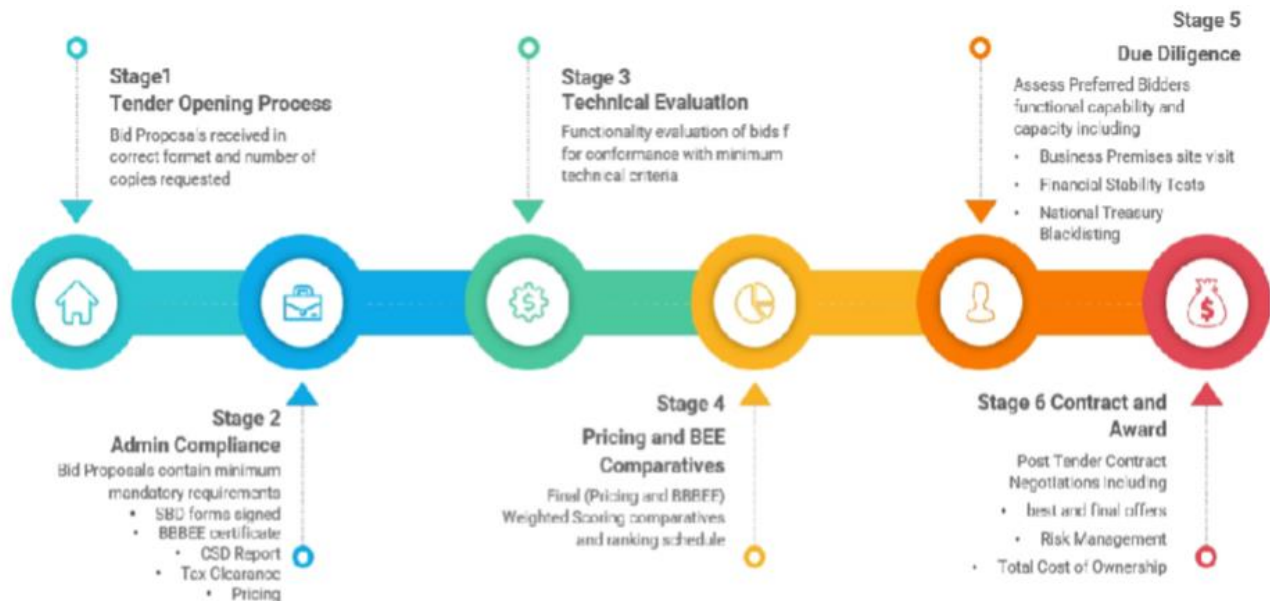 Stage1
Tender Opening Process
Bid Proposals received in
correct format and number of
copies requested
Stage 2
Admin Compliance
Bid Proposals contain minimum
mandatory requirements
• SBD forms signed
• BBBEE certificate
• CSD Report
• Tax Clearance
• Pricing
Stage 3
Technical Evaluation
Functionality evaluation of bids f
for conformance with minimum
technical criteria
Stage 4
Pricing and BEE
Comparatives
Final (Pricing and BBBEE)
Weighted Scoring comparatives
and ranking schedule
Stage 5
Due Diligence
Assess Preferred Bidders
functional capability and
capacity including
• Business Premises site visit
• Financial Stability Tests
• National Treasury
Blacklisting
Stage 6 Contract and
Award
Post Tender Contract
Negotiations Including
• best and final offers
• Risk Management
• Total Cost of Ownership
$
$